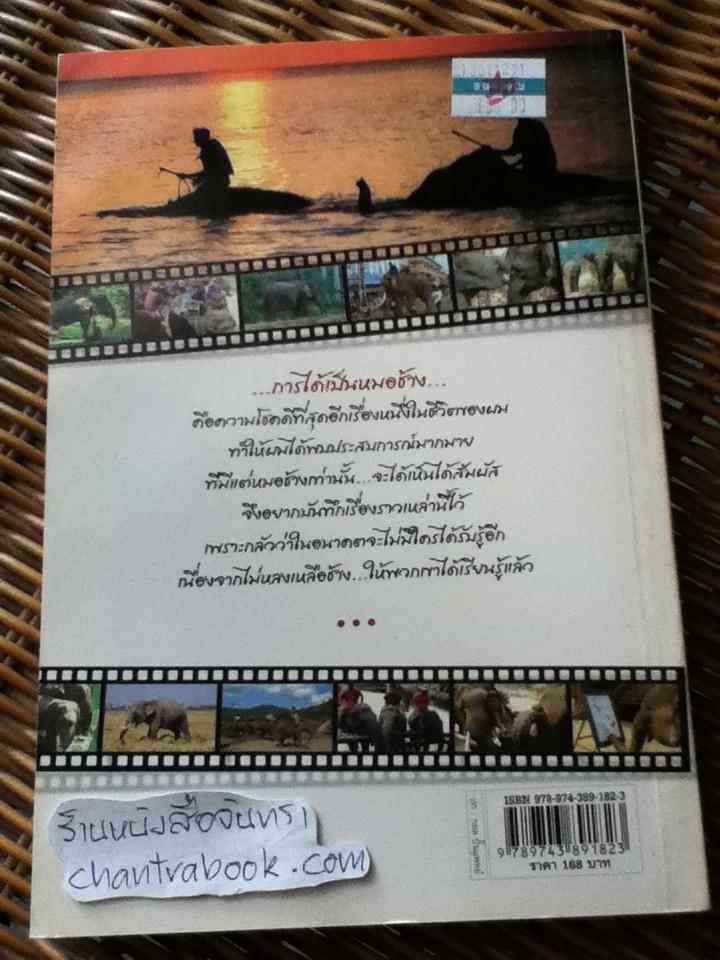 ...การได้เป็นหมอช้าง...
คือความโชคดีที่สุดอีกเรื่องหนึ่งในชีวิตของผม
ทำให้ผมได้พบประสบการณ์มากมาย
ที่มีแต่หมอช้างเท่านั้น...จะได้เห็นได้สัมผัส
จึงอยากบันทึกเรื่องราวเหล่านี้ไว้
เพราะกลัวว่าในอนาคตจะไม่มีใครได้รับรู้อีก
เนื่องจากไม่หลงเหลือช้าง...ให้พวกเขาได้เรียนรู้แล้ว
ร้านหนังสือจันทรา
chantrabook.com
ISBN 978-974-389-182-3
9 789743 891823
ราคา 168 บาท